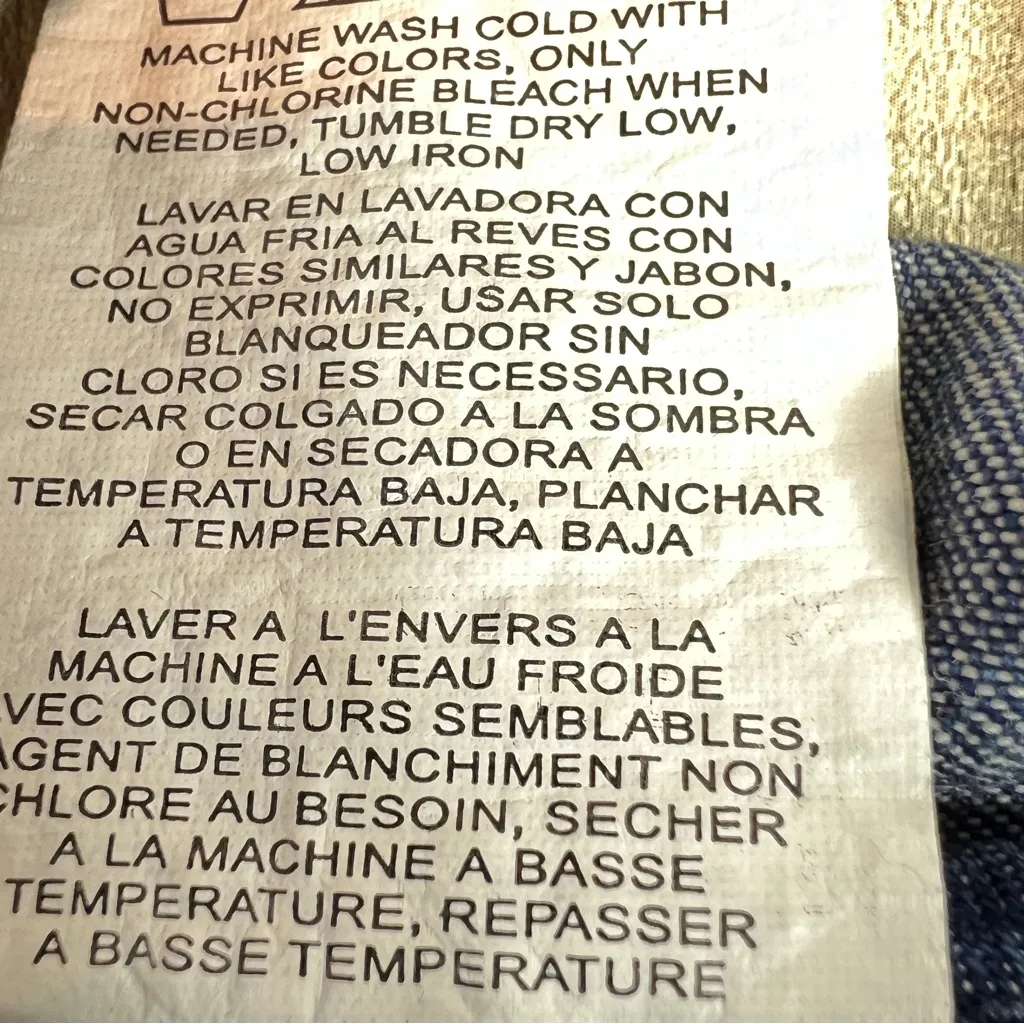 MACHINE WASH COLD WITH
LIKE COLORS, ONLY
NON-CHLORINE BLEACH WHEN
NEEDED, TUMBLE DRY LOW,
LOW IRON
LAVAR EN LAVADORA CON
AGUA FRIA AL REVES CON
COLORES SIMILARES Y JABON,
NO EXPRIMIR, USAR SOLO
BLANQUEADOR SIN
CLORO SI ES NECESSARIO,
SECAR COLGADO A LA SOMBRA
O EN SECADORA A
TEMPERATURA BAJA, PLANCHAR
A TEMPERATURA BAJA
LAVER A L'ENVERS A LA
MACHINE A L'EAU FROIDE
AVEC COULEURS SEMBLABLES,
AGENT DE BLANCHIMENT NON
CHLORE AU BESOIN, SECHER
A LA MACHINE A BASSE
TEMPERATURE, REPASSER
A BASSE TEMPERATURE